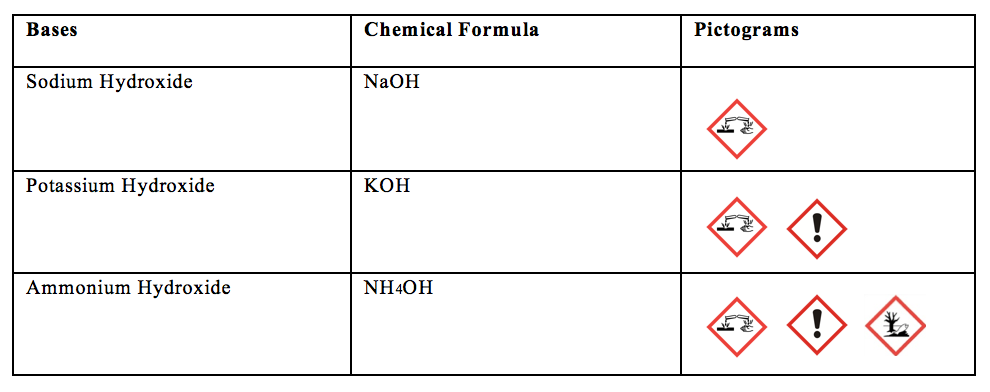 Bases Chemical Formula Pictograms
Sodium Hydroxide NaOH
Potassium Hydroxide KOH
Ammonium Hydroxide NH4OH